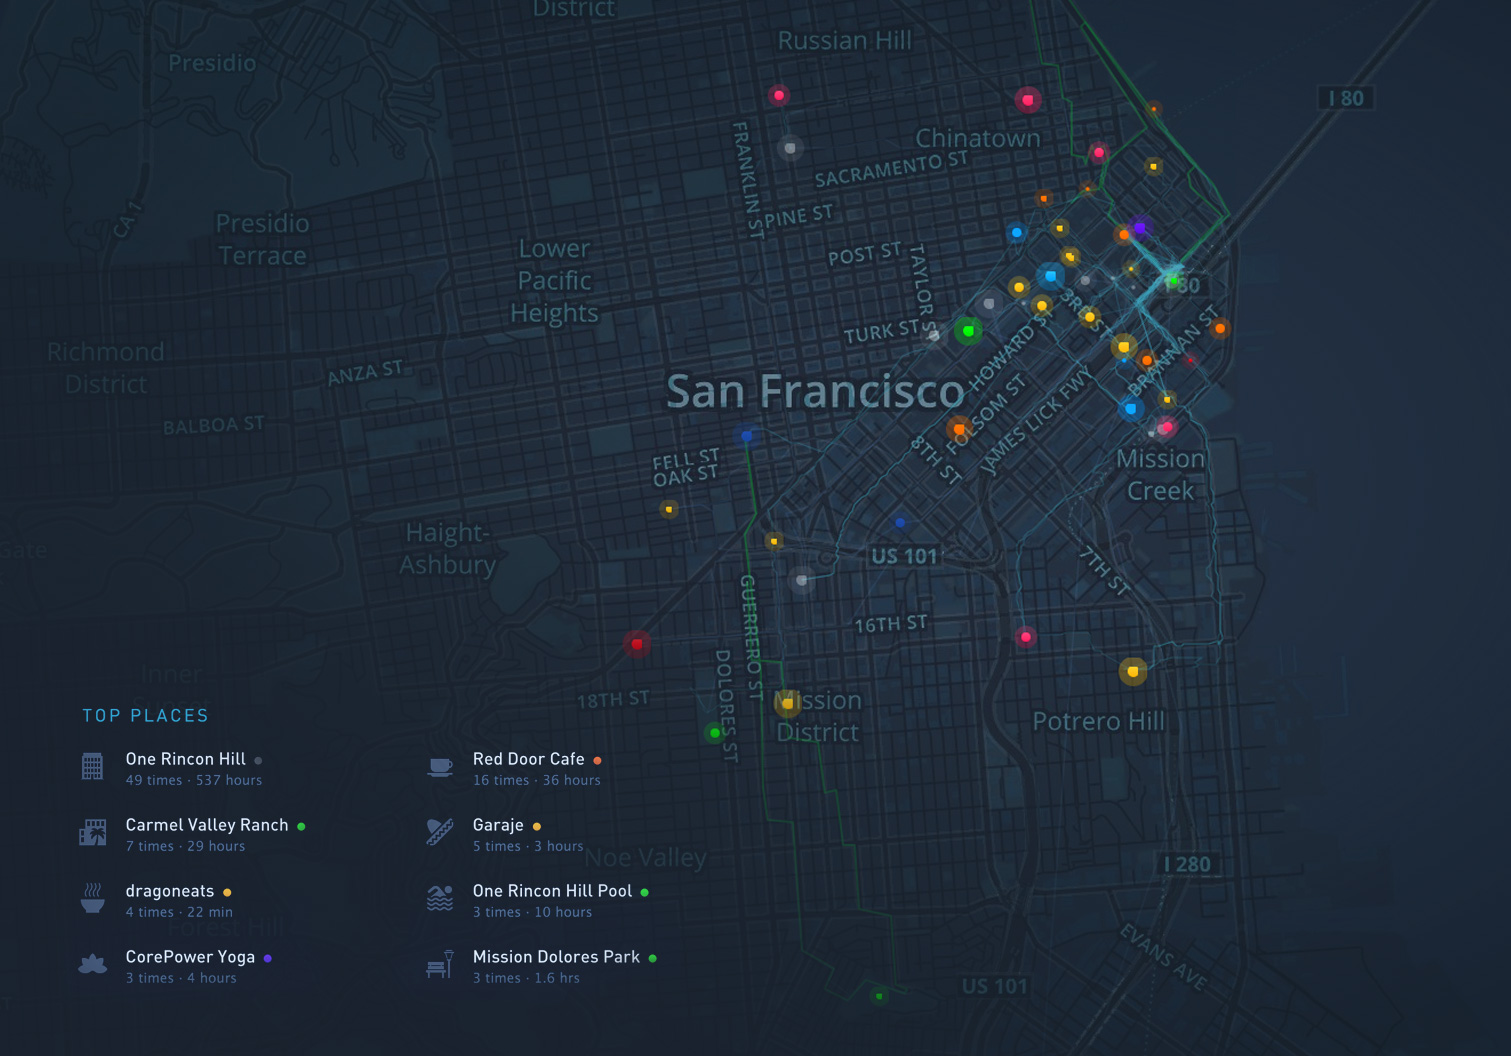 District
Russian Hill
Presidio
I 80
Chinatown
FRANKLIN ST
SACRAMENTO ST
CA 1
Presidio
Terrace
PINE ST
Lower
Pacific
Heights
POST ST
TAYLOR S
I 80
3RD ST
TURK ST
HOWARD ST
BRANNAN ST
Richmond
District
ANZA ST
San Francisco
FOLSOM ST
JAMES LICK FWY
BALBOA ST
8TH ST
FELL ST
OAK ST
Mission
Creek
Gate
Haight-
Ashbury
US 101
7TH ST
GUERRERO ST
16TH ST
Inner
18TH ST
DOLORES ST
Mission
District
Potrero Hill
TOP PLACES
One Rincon Hill
49 times · 537 hours
Red Door Cafe
16 times · 36 hours
Carmel Valley Ranch
7 times · 29 hours
Garaje
5 times · 3 hours
Noe Valley
I 280
dragoneats
4 times · 22 min
One Rincon Hill Pool
3 times · 10 hours
Forest Hill
CorePower Yoga
3 times · 4 hours
Mission Dolores Park
3 times · 1.6 hrs
EVANS AVE
US 101